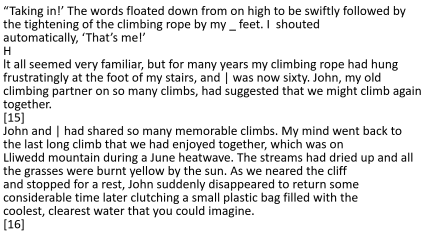 “Taking in!’ The words floated down from on high to be swiftly followed by
the tightening of the climbing rope by my _ feet. I  shouted
automatically, ‘That’s me!’
H
It all seemed very familiar, but for many years my climbing rope had hung
frustratingly at the foot of my stairs, and | was now sixty. John, my old
climbing partner on so many climbs, had suggested that we might climb again
together.
[15]
John and | had shared so many memorable climbs. My mind went back to
the last long climb that we had enjoyed together, which was on
Lliwedd mountain during a June heatwave. The streams had dried up and all
the grasses were burnt yellow by the sun. As we neared the cliff
and stopped for a rest, John suddenly disappeared to return some
considerable time later clutching a small plastic bag filled with the
coolest, clearest water that you could imagine.
[16]